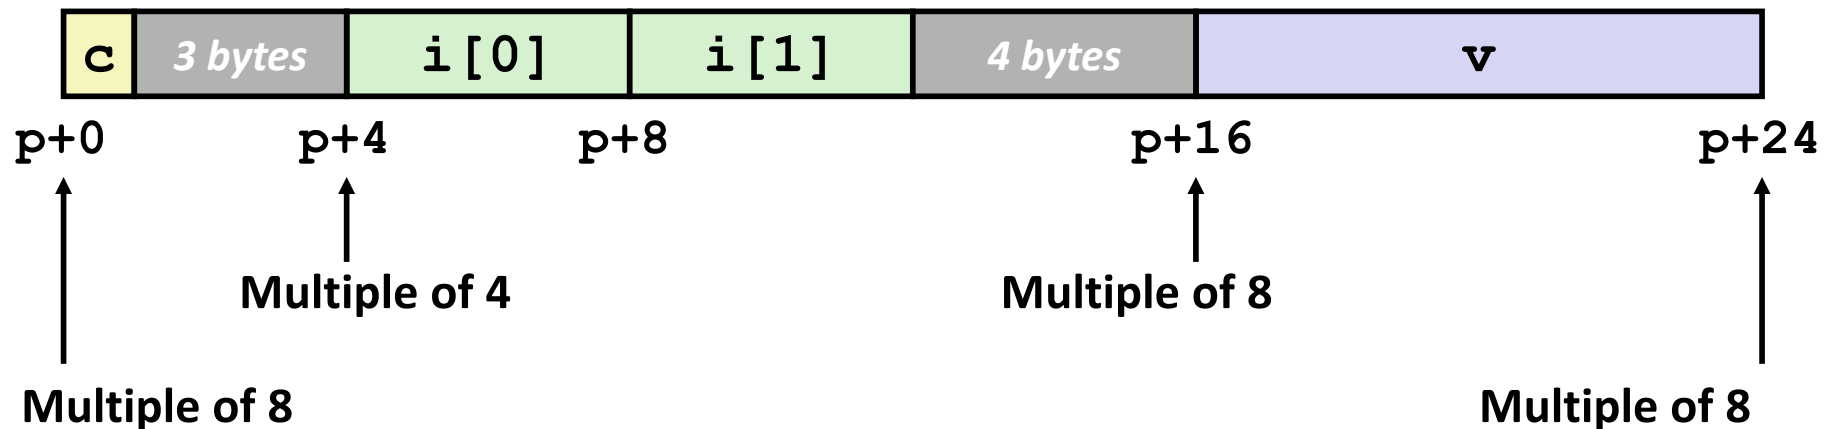 c 3 bytes i[0] i[1] 4 bytes v
p+0 p+4 p+8 p+16 p+24
Multiple of 4 Multiple of 8
Multiple of 8 Multiple of 8